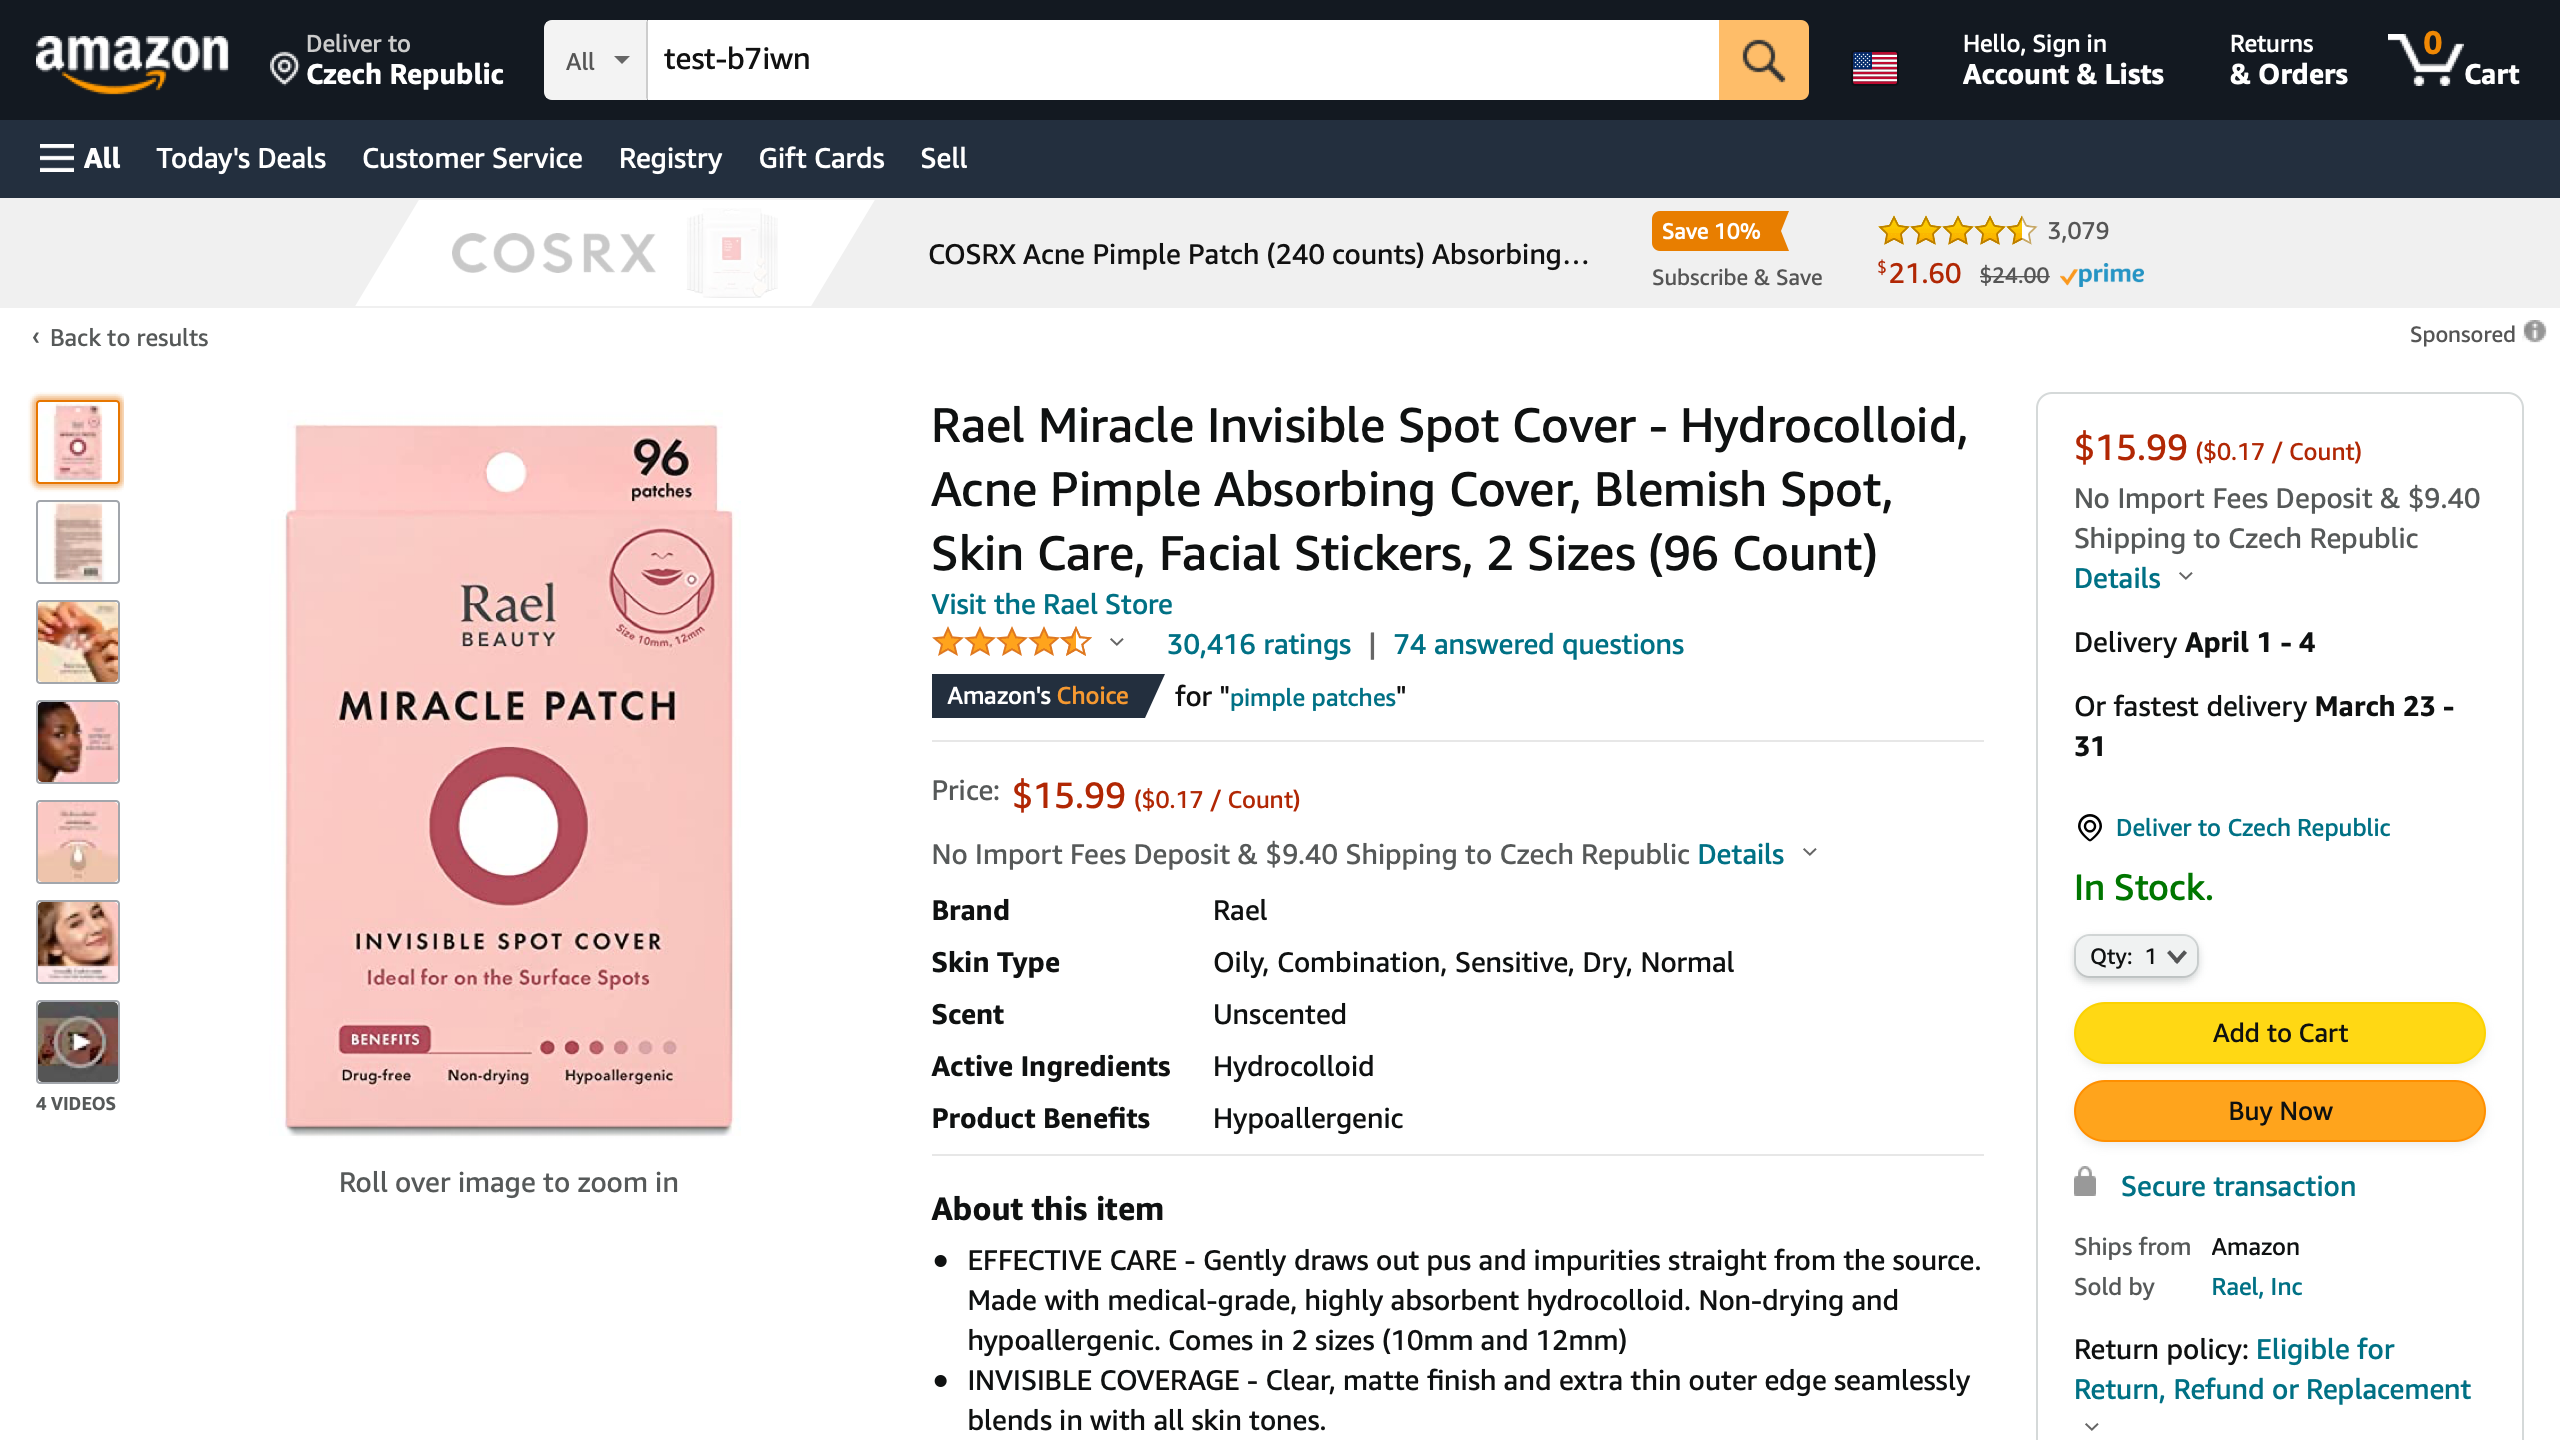 amazon
Deliver to
Czech Republic
All
test-b7iwn
Hello, Sign in
Account & Lists
Returns
& Orders
0
Cart
All
Today's Deals
Customer Service
Registry
Gift Cards
Sell
COSRX
COSRX Acne Pimple Patch (240 counts) Absorbing…
Save 10%
Subscribe & Save
3,079
$21.60 $24.00 prime
‹ Back to results
Sponsored
4 VIDEOS
96
patches
Size 10mm, 12mm
Rael
BEAUTY
MIRACLE PATCH
INVISIBLE SPOT COVER
Ideal for on the Surface Spots
BENEFITS
Drug-free Non-drying Hypoallergenic
Roll over image to zoom in
Rael Miracle Invisible Spot Cover - Hydrocolloid,
Acne Pimple Absorbing Cover, Blemish Spot,
Skin Care, Facial Stickers, 2 Sizes (96 Count)
Visit the Rael Store
30,416 ratings | 74 answered questions
Amazon's Choice for "pimple patches"
Price: $15.99 ($0.17 / Count)
No Import Fees Deposit & $9.40 Shipping to Czech Republic Details
Brand Rael
Skin Type Oily, Combination, Sensitive, Dry, Normal
Scent Unscented
Active Ingredients Hydrocolloid
Product Benefits Hypoallergenic
About this item
• EFFECTIVE CARE - Gently draws out pus and impurities straight from the source.
Made with medical-grade, highly absorbent hydrocolloid. Non-drying and
hypoallergenic. Comes in 2 sizes (10mm and 12mm)
• INVISIBLE COVERAGE - Clear, matte finish and extra thin outer edge seamlessly
blends in with all skin tones.
$15.99 ($0.17 / Count)
No Import Fees Deposit & $9.40
Shipping to Czech Republic
Details
Delivery April 1 - 4
Or fastest delivery March 23 -
31
Deliver to Czech Republic
In Stock.
Qty: 1
Add to Cart
Buy Now
Secure transaction
Ships from Amazon
Sold by Rael, Inc
Return policy: Eligible for
Return, Refund or Replacement